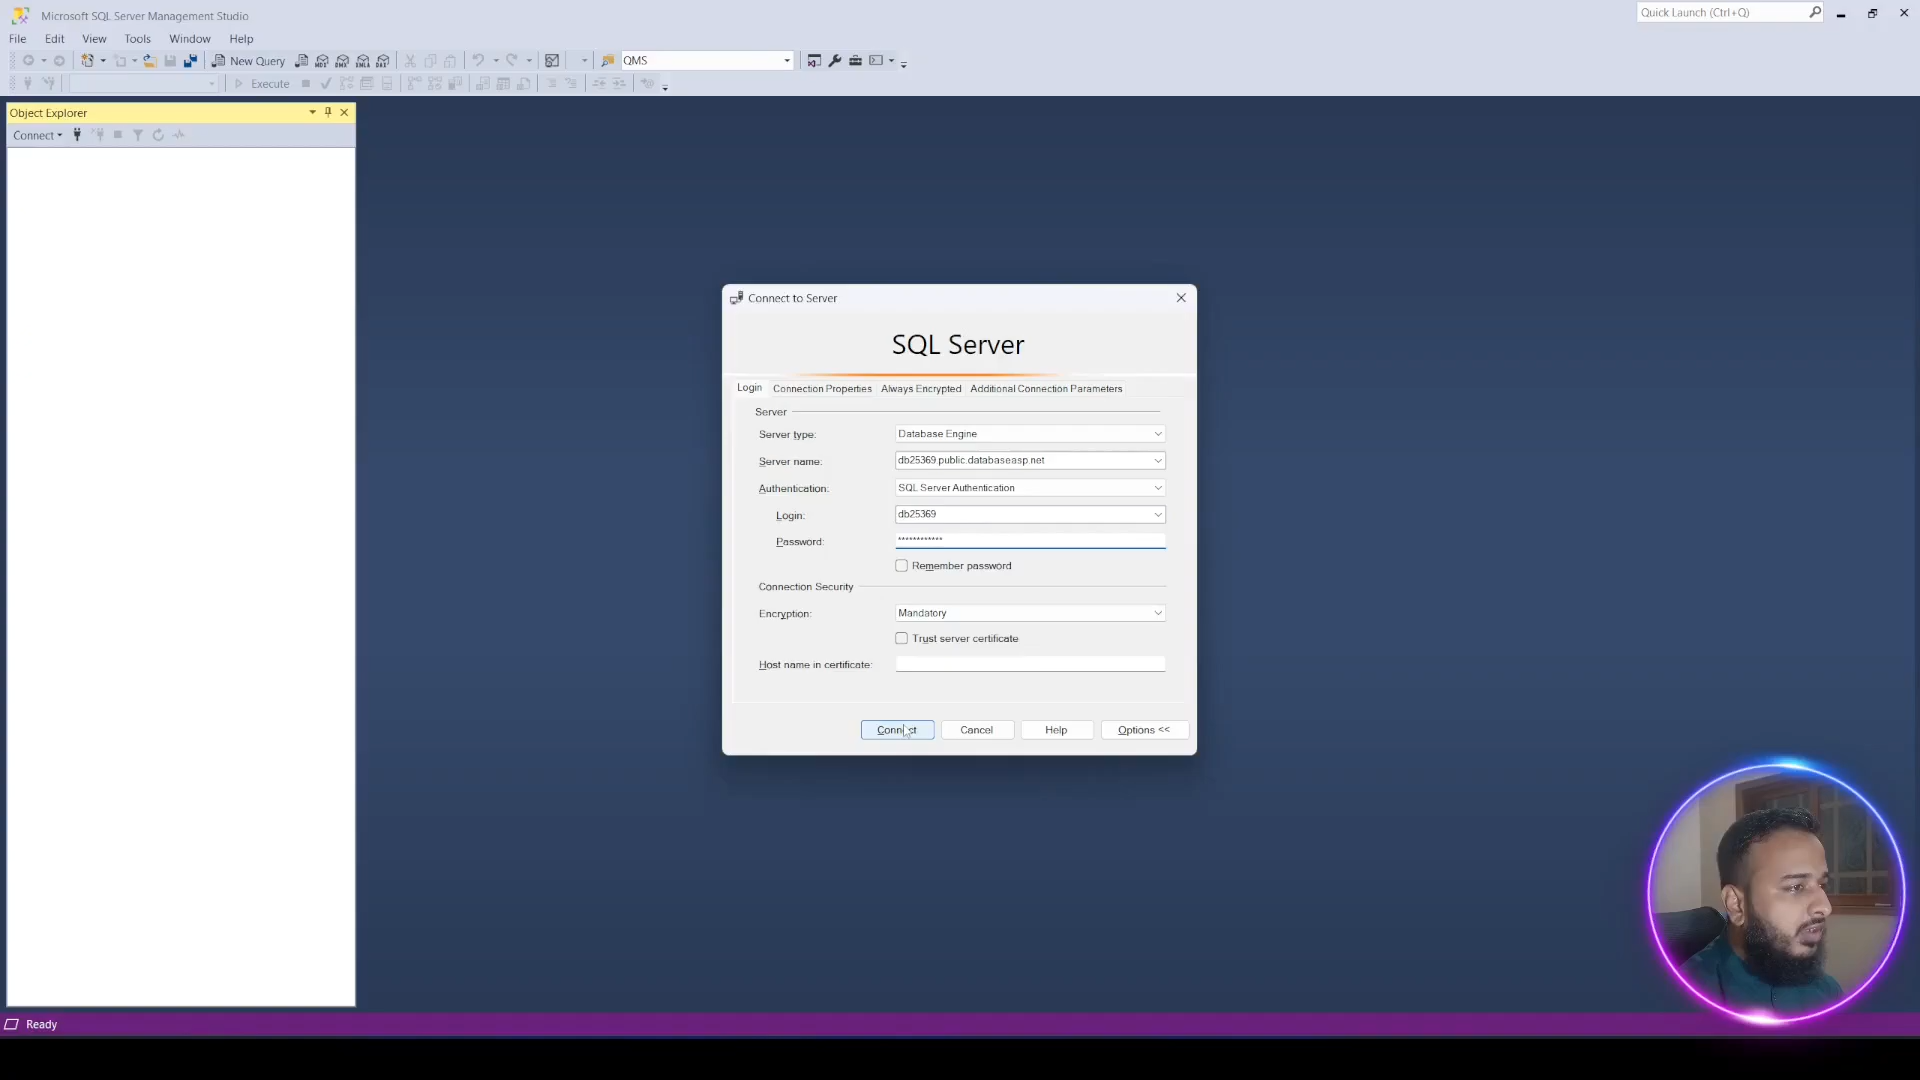 Microsoft SQL Server Management Studio
Quick Launch (Ctrl+Q)
File Edit View Tools Window Help
New Query QMS
Execute
Object Explorer
Connect
Connect to Server
SQL Server
Login Connection Properties Always Encrypted Additional Connection Parameters
Server
Server type: Database Engine
Server name: db25369.public.databaseasp.net
Authentication: SQL Server Authentication
Login: db25369
Password: ************
Remember password
Connection Security
Encryption: Mandatory
Trust server certificate
Host name in certificate:
Connect Cancel Help Options <<
Ready